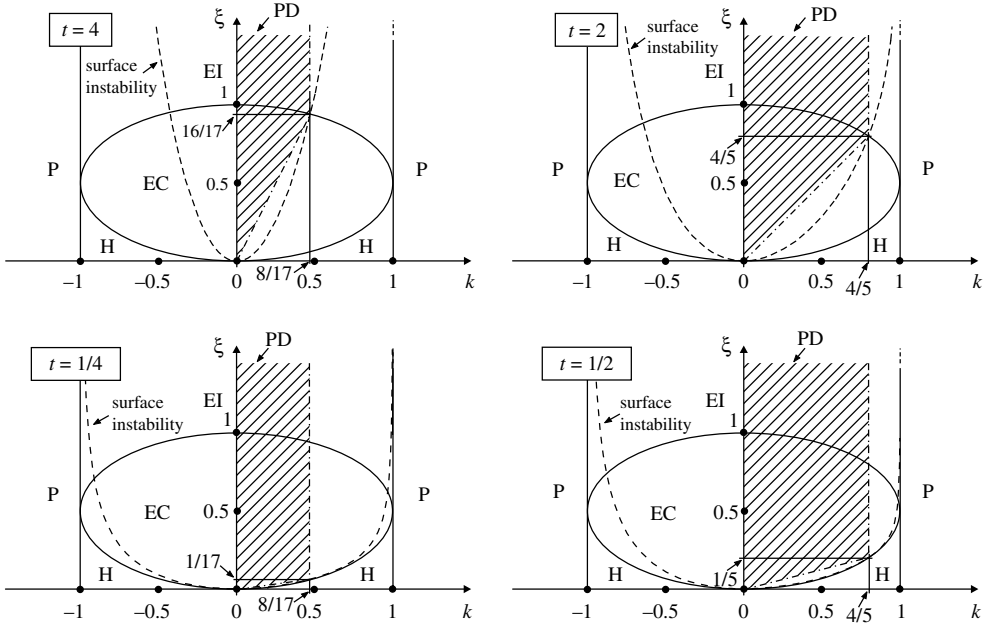 t = 4
ξ
PD
surface
instability
EI
1
16/17
P
EC
0.5
P
H
H
−1
−0.5
0
8/17
0.5
1
k
t = 2
ξ
PD
surface
instability
EI
1
4/5
P
EC
0.5
P
H
H
−1
−0.5
0
0.5
4/5
1
k
t = 1/4
ξ
PD
surface
instability
EI
1
P
EC
0.5
P
1/17
H
H
−1
−0.5
0
8/17
0.5
1
k
t = 1/2
ξ
PD
surface
instability
EI
1
P
EC
0.5
P
1/5
H
H
−1
−0.5
0
0.5
4/5
1
k